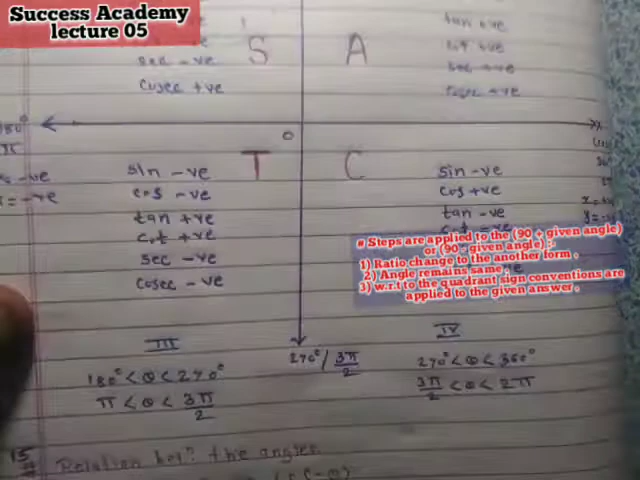 Success Academy
lecture 05
tan +ve
cot +ve
sec -ve
S A
sec +ve
cosec +ve
cosec +ve
180°
π
O
x
T C
sin -ve
cos -ve
tan +ve
cot +ve
sec -ve
cosec -ve
sin -ve
cos +ve
tan -ve
# Steps are applied to the (90 + given angle)
or (90 - given angle) :-
1) Ratio change to the another form .
2) Angle remains same .
3) w.r.t to the quadrant sign conventions are
applied to the given answer .
III
180° < θ < 270°
π < θ < 3π/2
270° / 3π/2
IV
270° < θ < 360°
3π/2 < θ < 2π
15
# Relation betn the angles